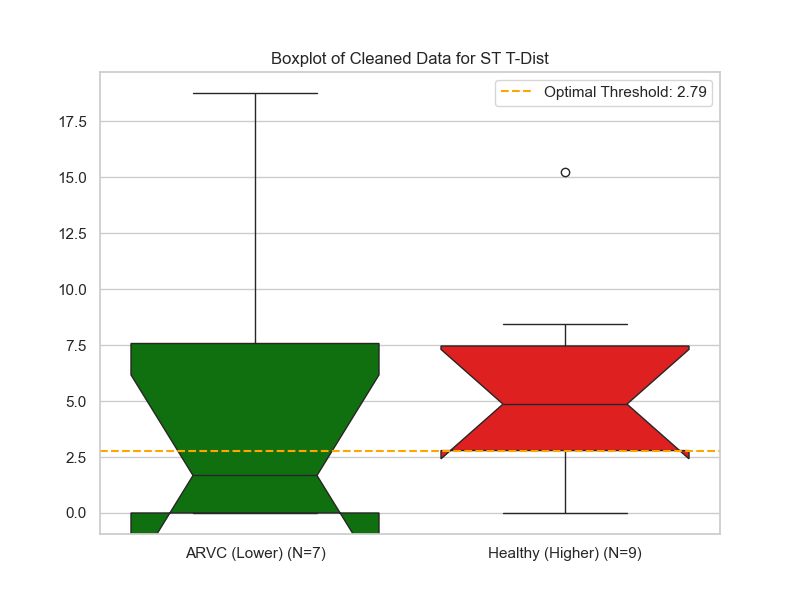 Boxplot of Cleaned Data for ST T-Dist
Optimal Threshold: 2.79
17.5
15.0
12.5
10.0
7.5
5.0
2.5
0.0
ARVC (Lower) (N=7)
Healthy (Higher) (N=9)